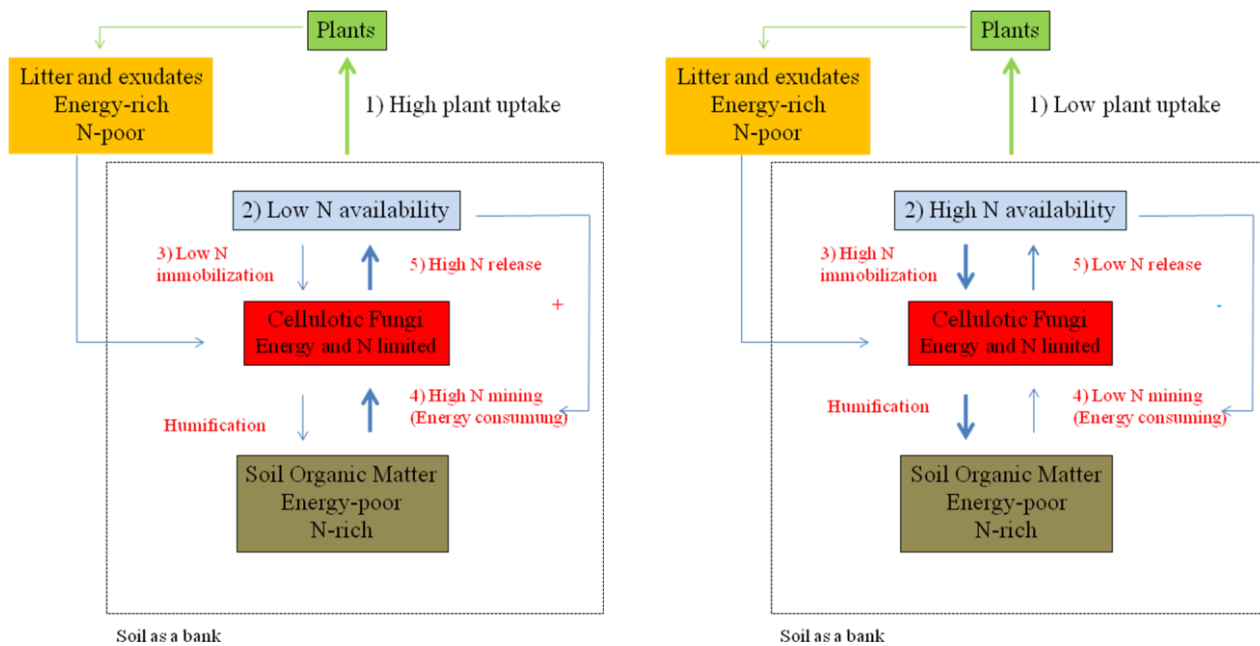 Plants
Litter and exudates
Energy-rich
N-poor
1) High plant uptake
2) Low N availability
3) Low N
immobilization
5) High N release
+
Cellulotic Fungi
Energy and N limited
Humification
4) High N mining
(Energy consumung)
Soil Organic Matter
Energy-poor
N-rich
Soil as a bank
Plants
Litter and exudates
Energy-rich
N-poor
1) Low plant uptake
2) High N availability
3) High N
immobilization
5) Low N release
-
Cellulotic Fungi
Energy and N limited
Humification
4) Low N mining
(Energy consuming)
Soil Organic Matter
Energy-poor
N-rich
Soil as a bank